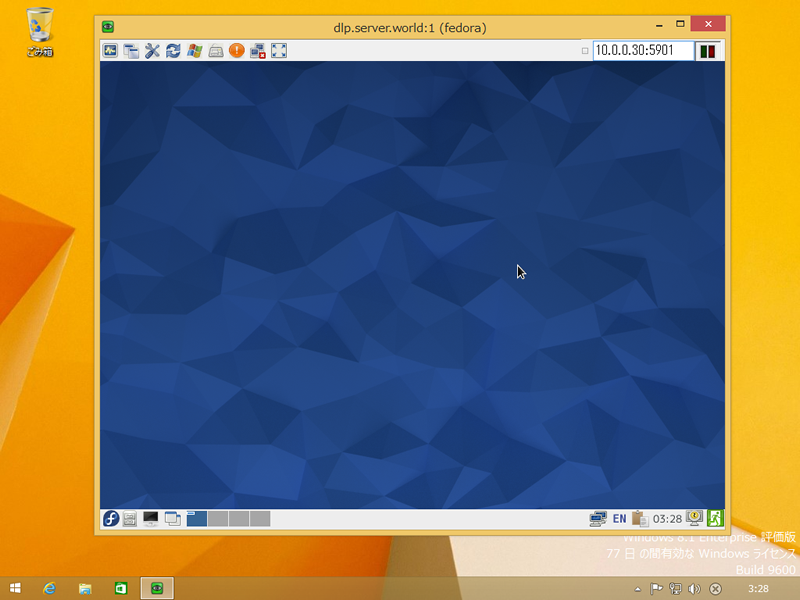 dlp.server.world:1 (fedora)
ごみ箱
10.0.0.30:5901
EN
03:28
Windows 8.1 Enterprise 評価版
77 日 の間有効な Windows ライセンス
Build 9600
3:28